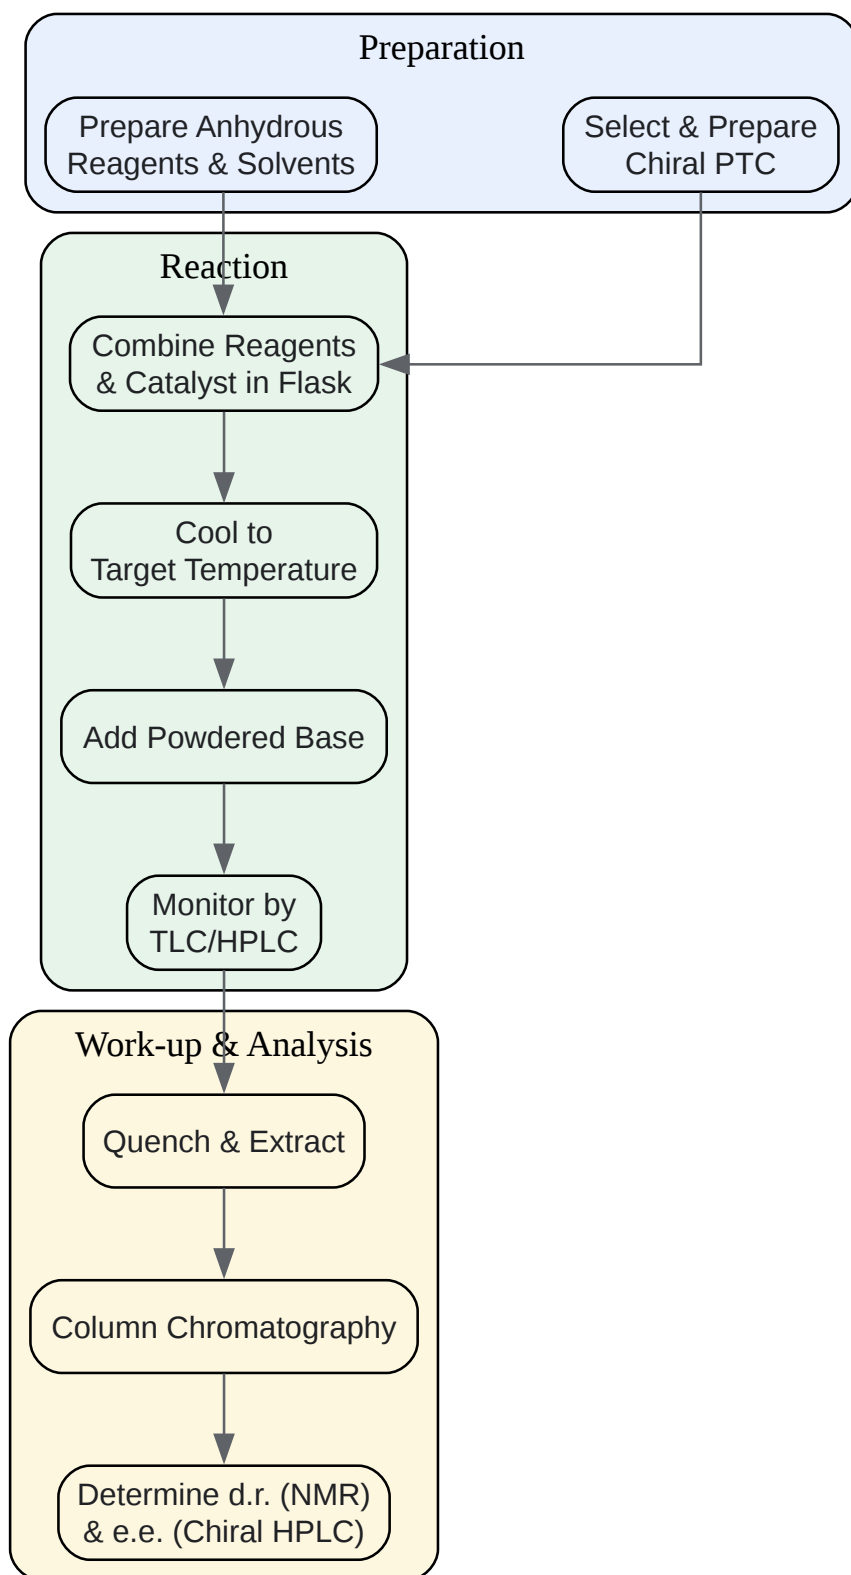 Preparation
Prepare Anhydrous
Reagents & Solvents
Select & Prepare
Chiral PTC
Reaction
Combine Reagents
& Catalyst in Flask
Cool to
Target Temperature
Add Powdered Base
Monitor by
TLC/HPLC
Work-up & Analysis
Quench & Extract
Column Chromatography
Determine d.r. (NMR)
& e.e. (Chiral HPLC)